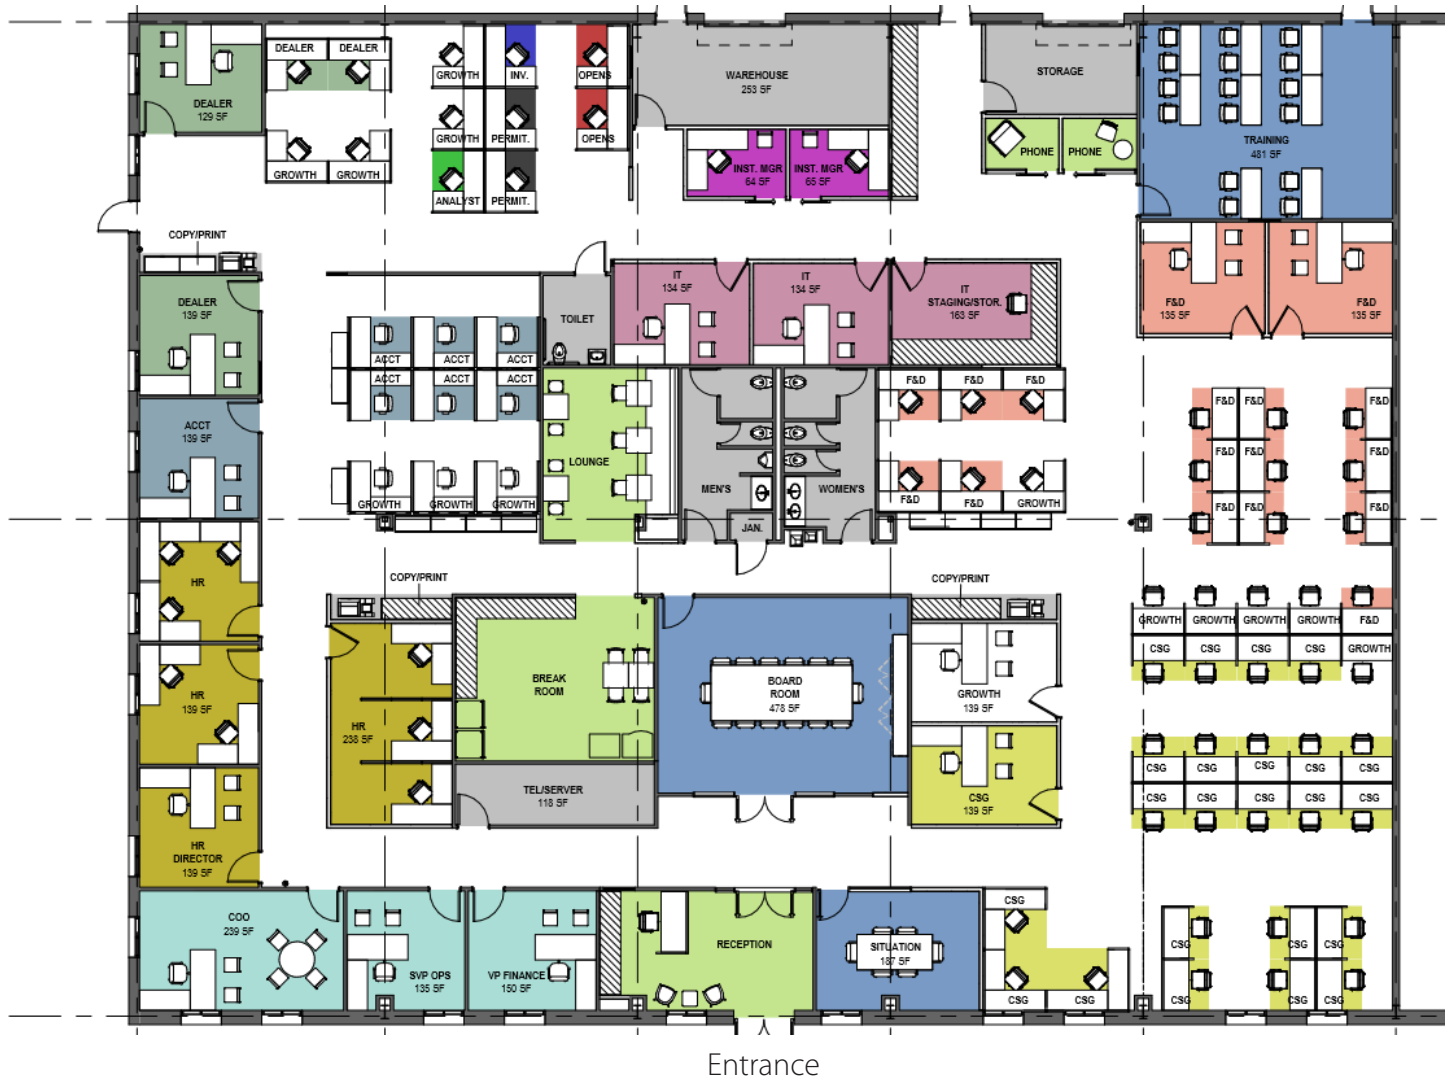 DEALER
129 SF
DEALER
DEALER
GROWTH
GROWTH
GROWTH
INV.
OPENS
GROWTH
PERMIT.
OPENS
ANALYST
PERMIT.
WAREHOUSE
253 SF
INST. MGR
64 SF
INST. MGR
65 SF
STORAGE
PHONE
PHONE
TRAINING
481 SF
COPY/PRINT
DEALER
139 SF
ACCT
ACCT
ACCT
ACCT
ACCT
ACCT
TOILET
IT
134 SF
IT
134 SF
IT
STAGING/STOR.
163 SF
F&D
135 SF
F&D
135 SF
ACCT
139 SF
GROWTH
GROWTH
GROWTH
LOUNGE
MEN'S
WOMEN'S
JAN.
F&D
F&D
F&D
F&D
F&D
GROWTH
F&D
F&D
F&D
F&D
F&D
F&D
F&D
F&D
F&D
HR
COPY/PRINT
COPY/PRINT
HR
139 SF
HR
238 SF
BREAK
ROOM
BOARD
ROOM
478 SF
GROWTH
139 SF
GROWTH
GROWTH
GROWTH
GROWTH
F&D
CSG
CSG
CSG
CSG
GROWTH
TEL/SERVER
118 SF
CSG
139 SF
CSG
CSG
CSG
CSG
CSG
CSG
CSG
CSG
CSG
CSG
HR
DIRECTOR
139 SF
COO
239 SF
SVP OPS
135 SF
VP FINANCE
150 SF
RECEPTION
SITUATION
187 SF
CSG
CSG
CSG
CSG
CSG
CSG
CSG
CSG
CSG
Entrance